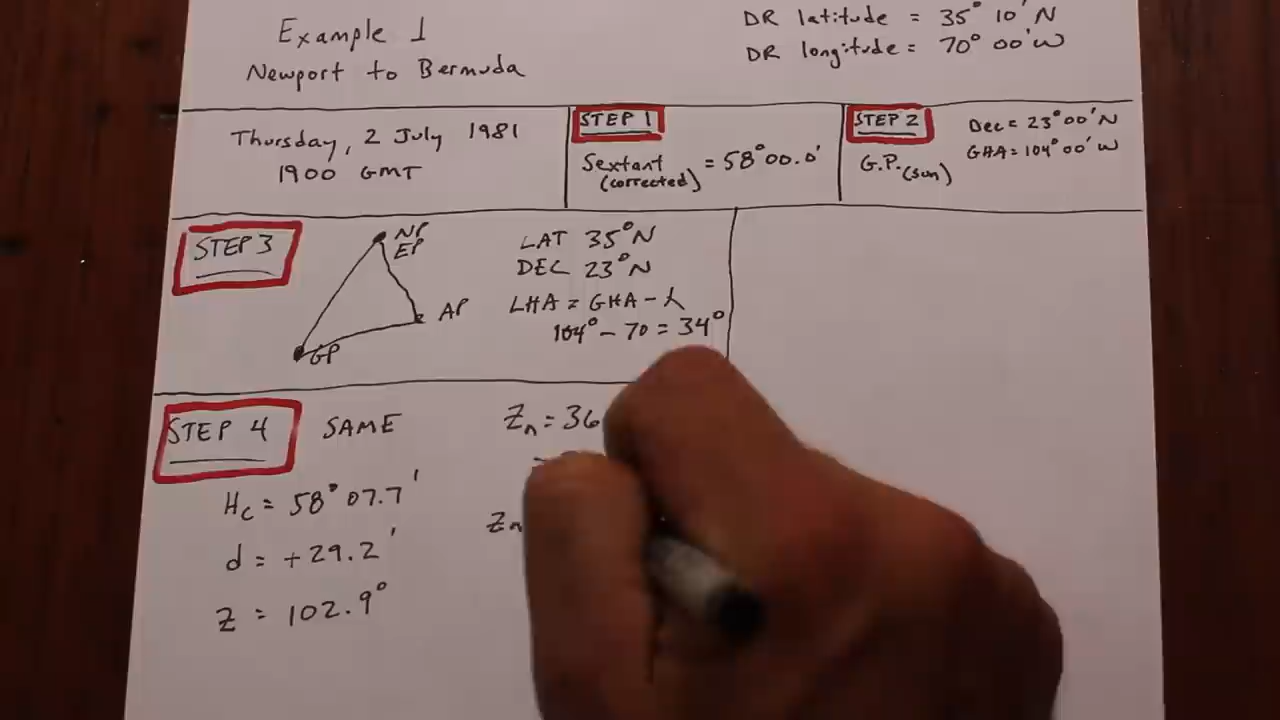 Example 1
Newport to Bermuda
DR latitude = 35° 10' N
DR longitude = 70° 00' W
Thursday, 2 July 1981
1900 GMT
STEP 1
Sextant = 58°00.0'
(corrected)
STEP 2
Dec = 23°00' N
GHA = 104°00' W
G.P. (sun)
STEP 3
NP
EP
AP
GP
LAT 35°N
DEC 23°N
LHA = GHA - λ
104° - 70 = 34°
STEP 4 SAME
Hc = 58° 07.7'
d = +29.2'
Z = 102.9°
Zn = 36
Zn